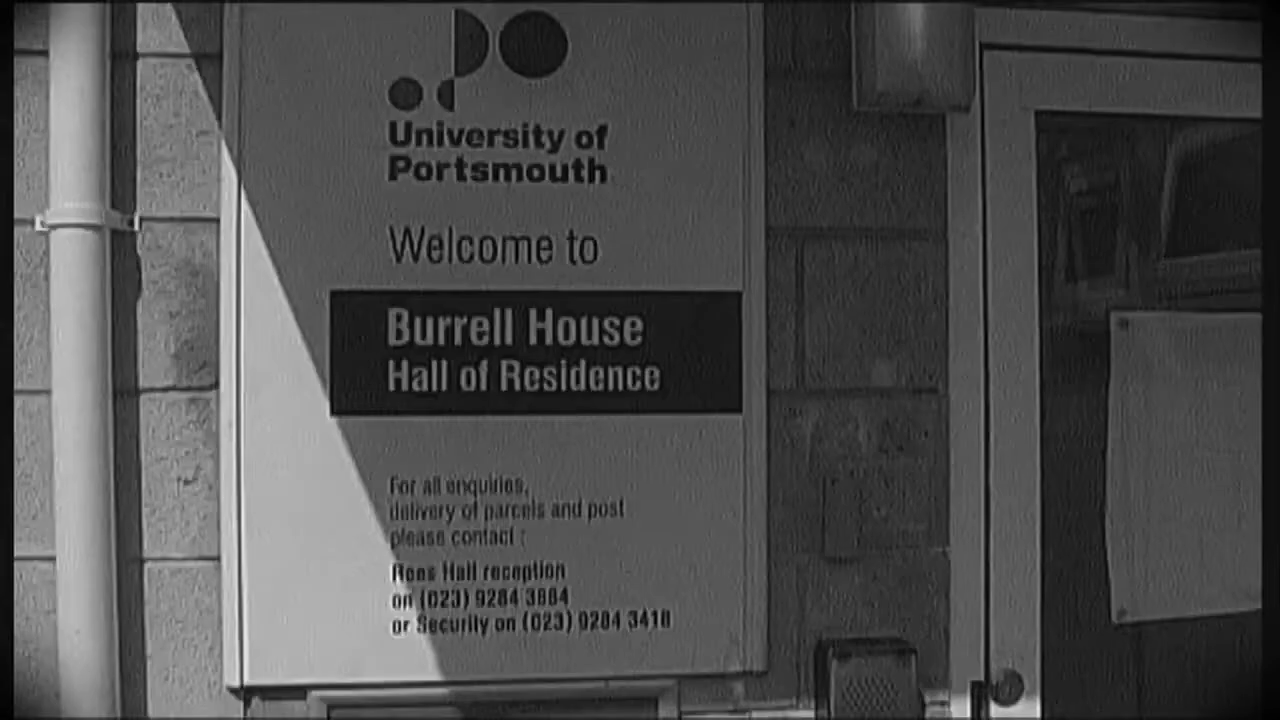 University of
Portsmouth
Welcome to
Burrell House
Hall of Residence
For all enquiries,
delivery of parcels and post
please contact :
Rees Hall reception
on (023) 9284 3884
or Security on (023) 9284 3418